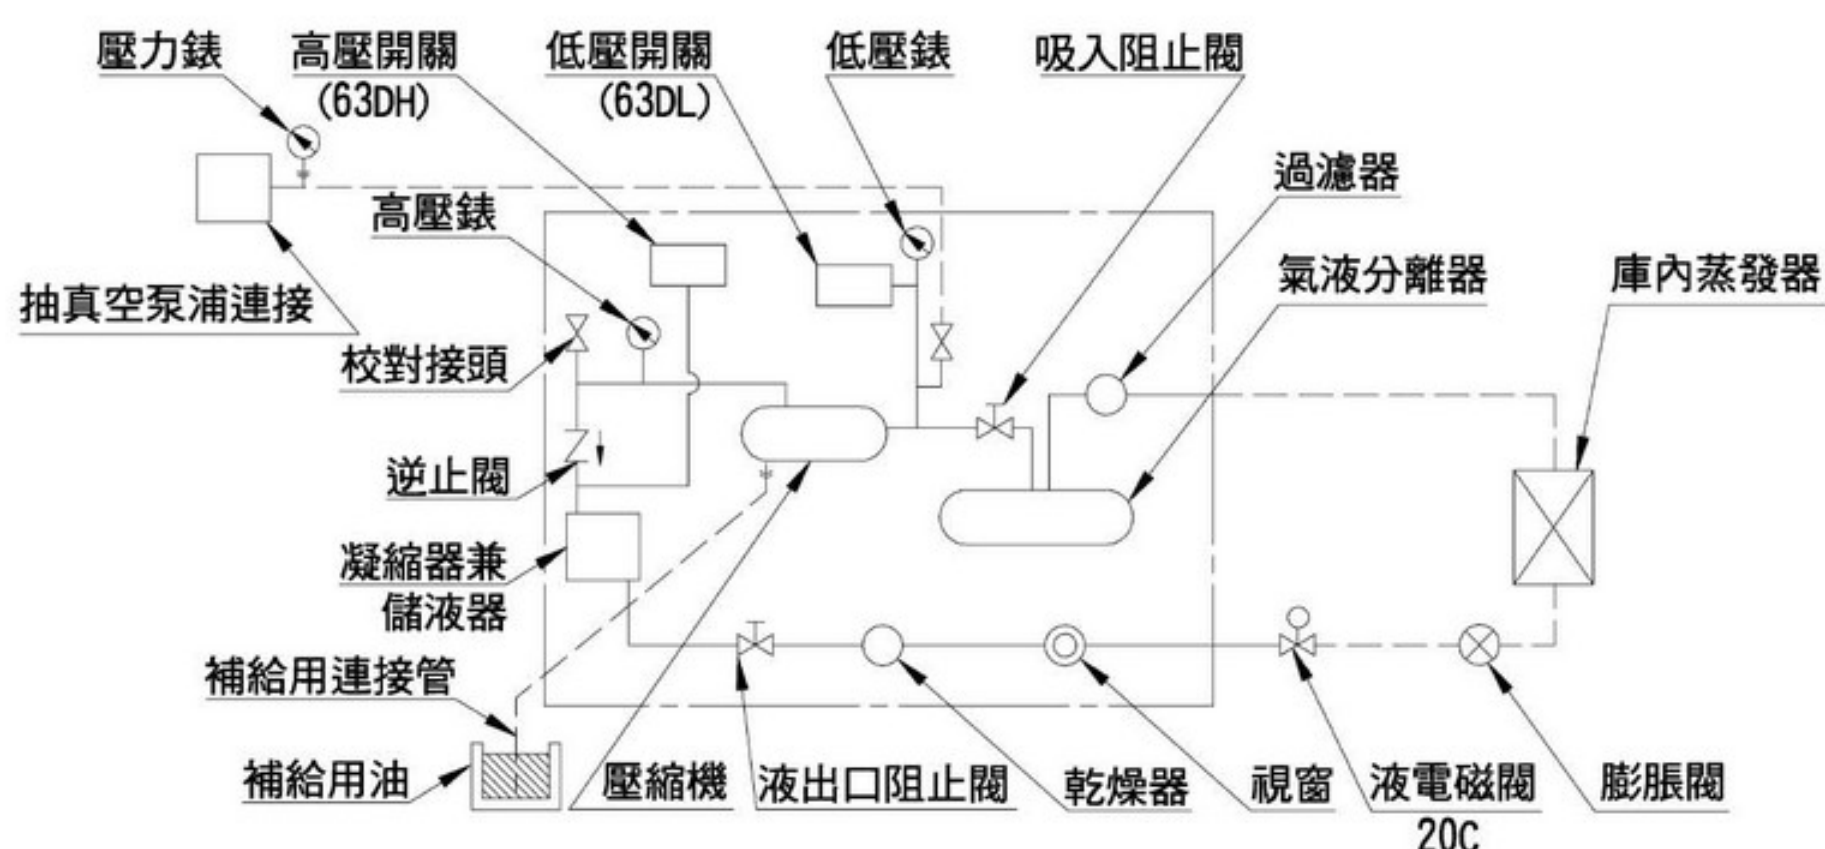 壓力錶
高壓開關
(63DH)
低壓開關
(63DL)
低壓錶
吸入阻止閥
過濾器
高壓錶
氣液分離器
庫內蒸發器
抽真空泵浦連接
校對接頭
逆止閥
凝縮器兼
儲液器
補給用連接管
補給用油
壓縮機
液出口阻止閥
乾燥器
視窗
液電磁閥
20C
膨脹閥